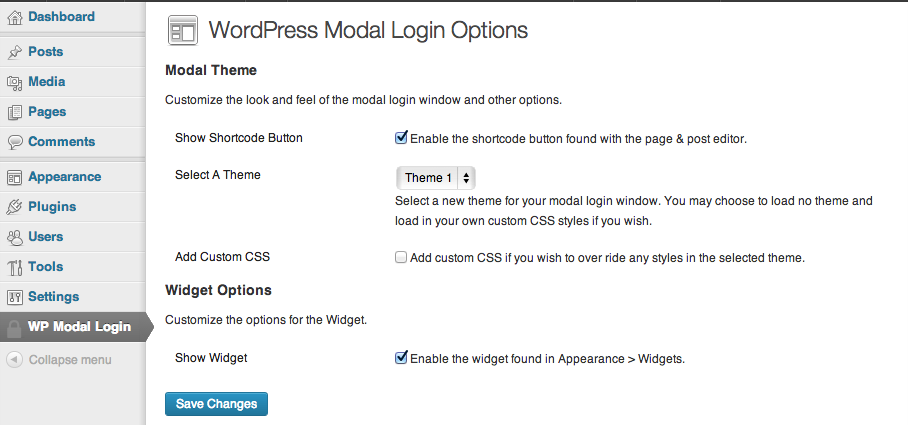 Dashboard
Posts
Media
Pages
Comments
Appearance
Plugins
Users
Tools
Settings
WP Modal Login
Collapse menu
WordPress Modal Login Options
Modal Theme
Customize the look and feel of the modal login window and other options.
Show Shortcode Button
Enable the shortcode button found with the page & post editor.
Select A Theme
Theme 1
Select a new theme for your modal login window. You may choose to load no theme and
load in your own custom CSS styles if you wish.
Add Custom CSS
Add custom CSS if you wish to over ride any styles in the selected theme.
Widget Options
Customize the options for the Widget.
Show Widget
Enable the widget found in Appearance > Widgets.
Save Changes